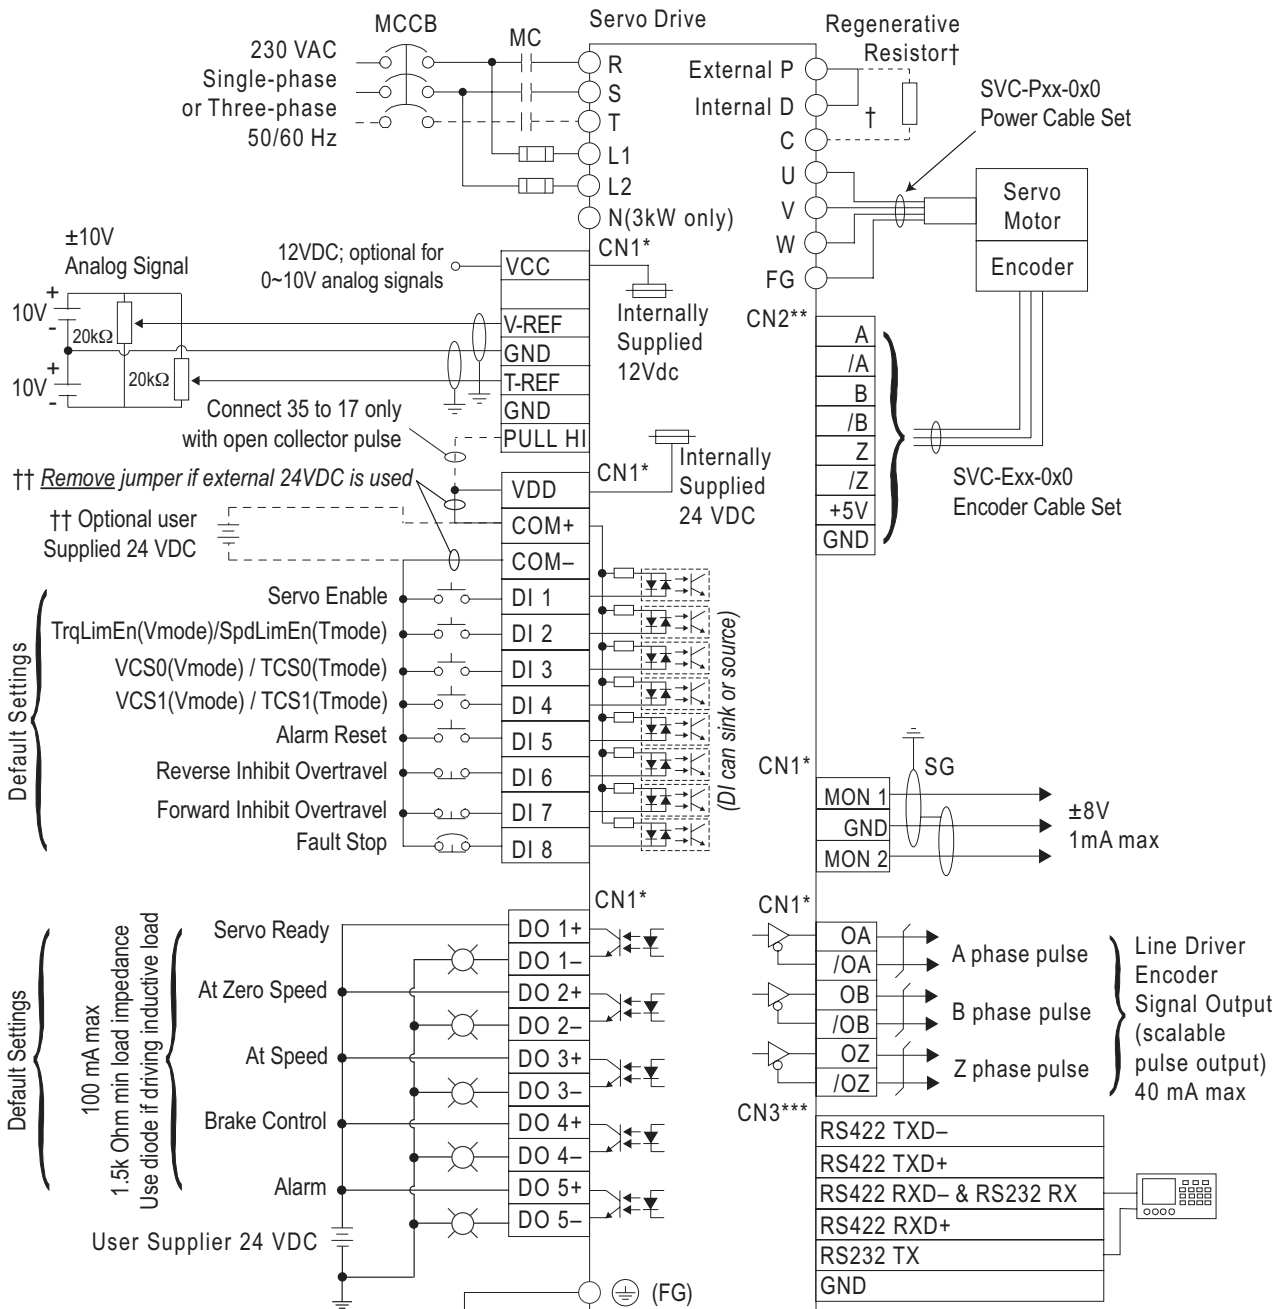 Servo Drive
MCCB
MC
230 VAC
Single-phase
or Three-phase
50/60 Hz
R
S
T
L1
L2
N(3kW only)
Regenerative
Resistor†
External P
Internal D
C
†
U
V
W
FG
SVC-Pxx-0x0
Power Cable Set
Servo
Motor
Encoder
±10V
Analog Signal
+
10V
-
20kΩ
+
10V
-
20kΩ
12VDC; optional for
0~10V analog signals
CN1*
VCC
V-REF
GND
T-REF
GND
PULL HI
Internally
Supplied
12Vdc
Connect 35 to 17 only
with open collector pulse
†† Remove jumper if external 24VDC is used
†† Optional user
Supplied 24 VDC
CN1*
VDD
COM+
COM–
Internally
Supplied
24 VDC
CN2**
A
/A
B
/B
Z
/Z
+5V
GND
SVC-Exx-0x0
Encoder Cable Set
Default Settings
Servo Enable
DI 1
TrqLimEn(Vmode)/SpdLimEn(Tmode)
DI 2
VCS0(Vmode) / TCS0(Tmode)
DI 3
VCS1(Vmode) / TCS1(Tmode)
DI 4
Alarm Reset
DI 5
Reverse Inhibit Overtravel
DI 6
Forward Inhibit Overtravel
DI 7
Fault Stop
DI 8
(DI can sink or source)
CN1*
SG
MON 1
GND
MON 2
±8V
1mA max
Default Settings
100 mA max
1.5k Ohm min load impedance
Use diode if driving inductive load
CN1*
Servo Ready
DO 1+
DO 1–
At Zero Speed
DO 2+
DO 2–
At Speed
DO 3+
DO 3–
Brake Control
DO 4+
DO 4–
Alarm
DO 5+
DO 5–
User Supplier 24 VDC
(FG)
CN1*
OA
/OA
A phase pulse
OB
/OB
B phase pulse
OZ
/OZ
Z phase pulse
Line Driver
Encoder
Signal Output
(scalable
pulse output)
40 mA max
CN3***
RS422 TXD–
RS422 TXD+
RS422 RXD– & RS232 RX
RS422 RXD+
RS232 TX
GND